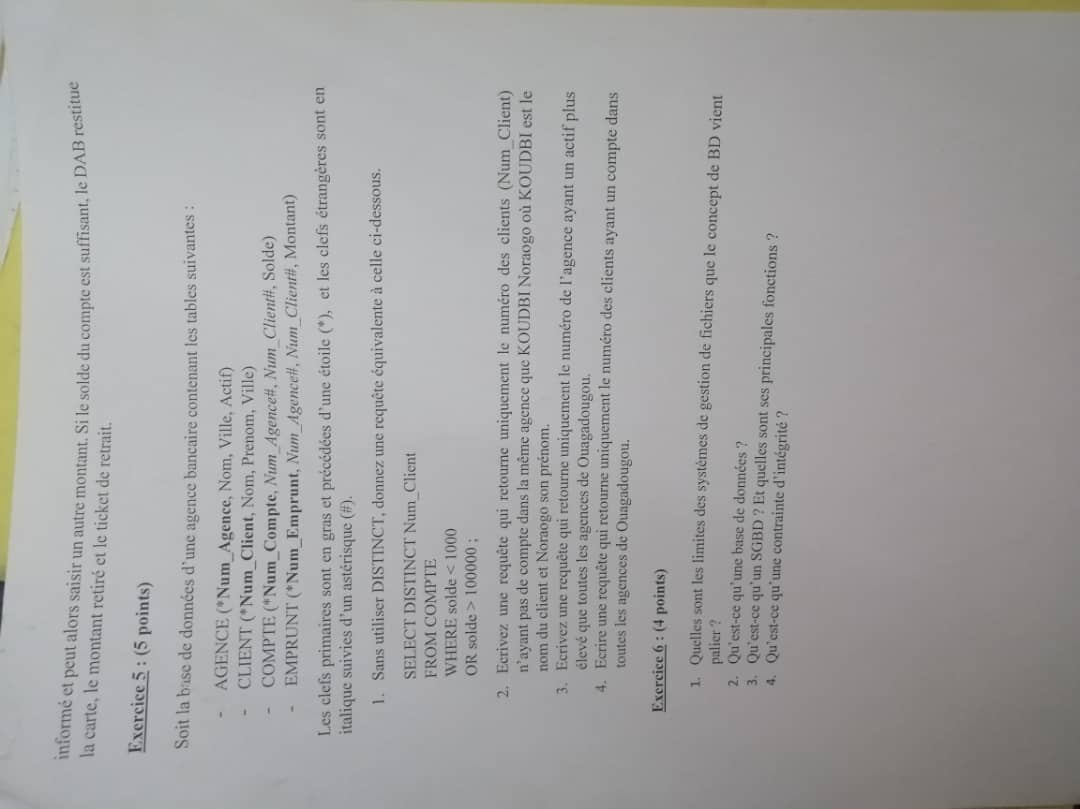 informé et peut alors saisir un autre montant. Si le solde du compte est suffisant, le DAB restitue
la carte, le montant retiré et le ticket de retrait.
Exercice 5 : (5 points)
Soit la base de données d'une agence bancaire contenant les tables suivantes :
- AGENCE (*Num_Agence, Nom, Ville, Actif)
- CLIENT (*Num_Client, Nom, Prenom, Ville)
- COMPTE (*Num_Compte, Num_Agence#, Num_Client#, Solde)
- EMPRUNT (*Num_Emprunt, Num_Agence#, Num_Client#, Montant)
Les clefs primaires sont en gras et précédées d'une étoile (*), et les clefs étrangères sont en
italique suivies d'un astérisque (#).
1. Sans utiliser DISTINCT, donnez une requête équivalente à celle ci-dessous.
SELECT DISTINCT Num_Client
FROM COMPTE
WHERE solde < 1000
OR solde > 100000 ;
2. Ecrivez une requête qui retourne uniquement le numéro des clients (Num_Client)
n'ayant pas de compte dans la même agence que KOUDBI Noraogo où KOUDBI est le
nom du client et Noraogo son prénom.
3. Ecrivez une requête qui retourne uniquement le numéro de l'agence ayant un actif plus
élevé que toutes les agences de Ouagadougou.
4. Ecrire une requête qui retourne uniquement le numéro des clients ayant un compte dans
toutes les agences de Ouagadougou.
Exercice 6 : (4 points)
1. Quelles sont les limites des systèmes de gestion de fichiers que le concept de BD vient
palier ?
2. Qu'est-ce qu'une base de données ?
3. Qu'est-ce qu'un SGBD ? Et quelles sont ses principales fonctions ?
4. Qu'est-ce qu'une contrainte d'intégrité ?